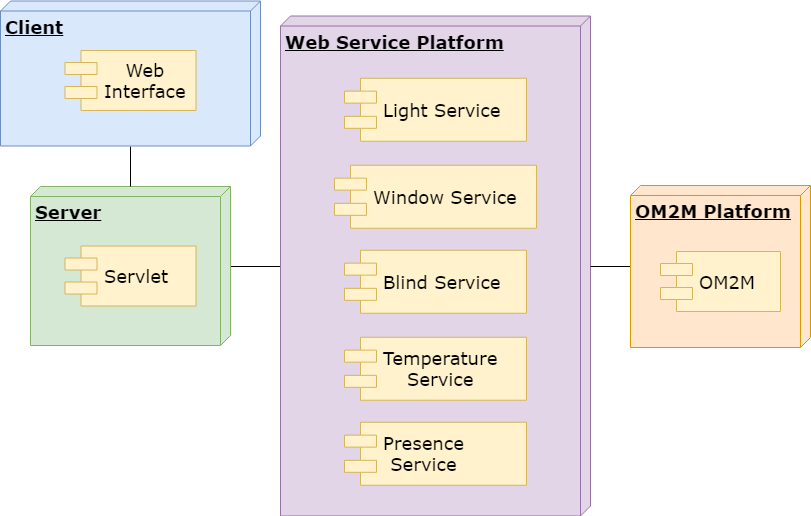 Client
Web
Interface
Server
Servlet
Web Service Platform
Light Service
Window Service
Blind Service
Temperature
Service
Presence
Service
OM2M Platform
OM2M